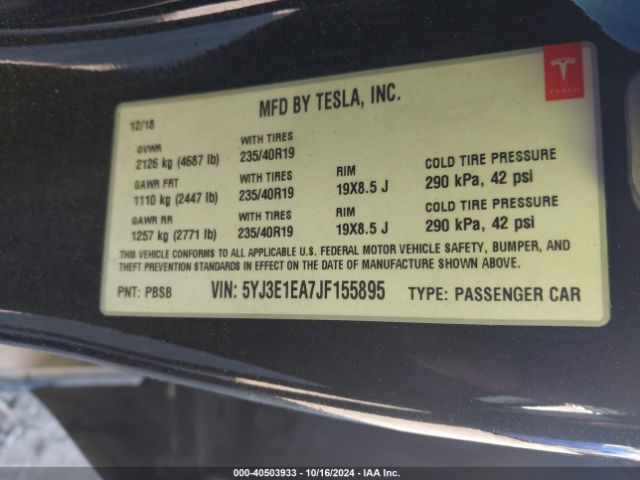 MFD BY TESLA, INC.
TESLA
12/18
GVWR
2126 kg (4687 lb)
WITH TIRES
235/40R19
GAWR FRT
1110 kg (2447 lb)
WITH TIRES
235/40R19
RIM
19X8.5 J
COLD TIRE PRESSURE
290 kPa, 42 psi
GAWR RR
1257 kg (2771 lb)
WITH TIRES
235/40R19
RIM
19X8.5 J
COLD TIRE PRESSURE
290 kPa, 42 psi
THIS VEHICLE CONFORMS TO ALL APPLICABLE U.S. FEDERAL MOTOR VEHICLE SAFETY, BUMPER, AND
THEFT PREVENTION STANDARDS IN EFFECT ON THE DATE OF MANUFACTURE SHOWN ABOVE.
PNT: PBSB VIN: 5YJ3E1EA7JF155895 TYPE: PASSENGER CAR
000-40503933 - 10/16/2024 - IAA Inc.